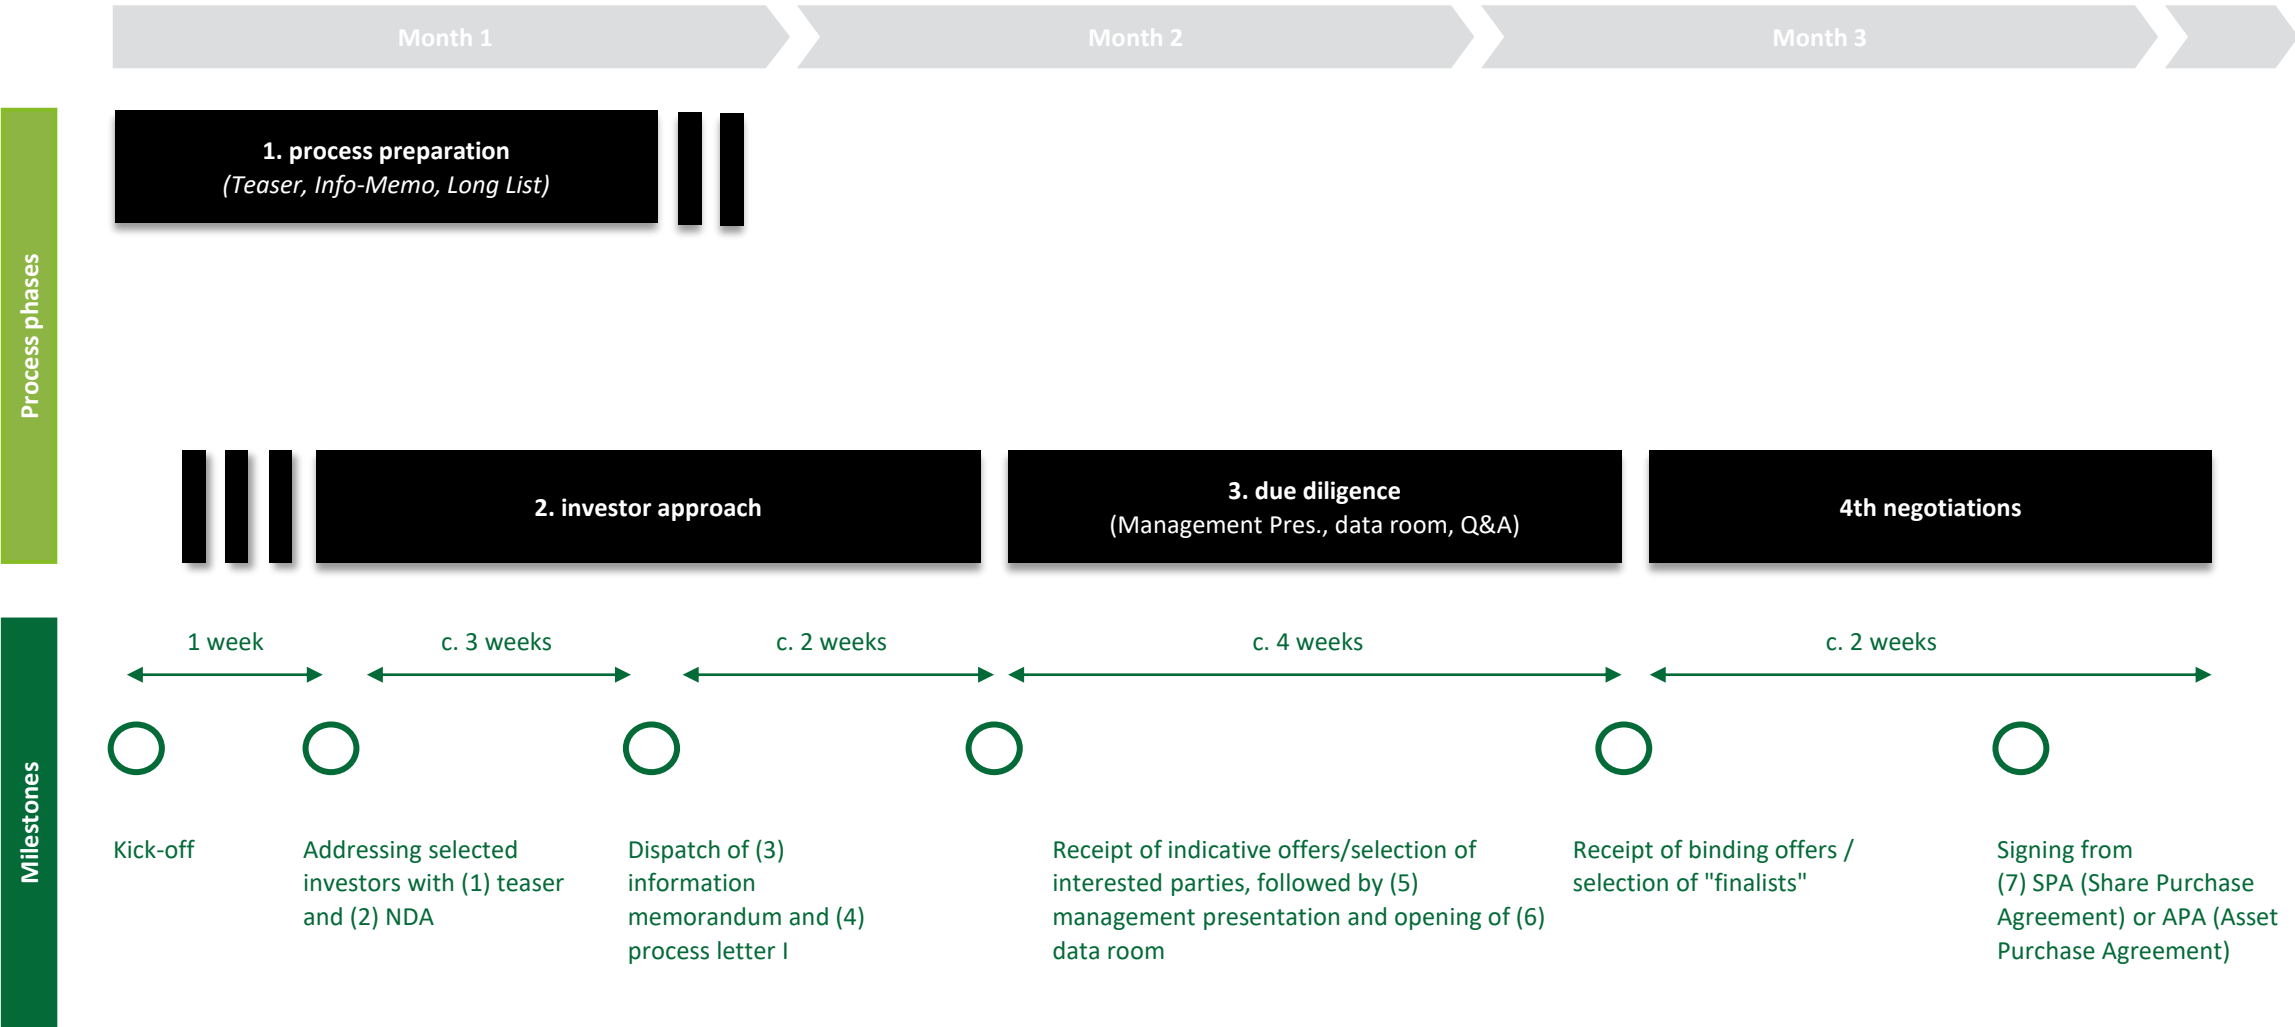 Month 1
Month 2
Month 3
Process phases
1. process preparation
(Teaser, Info-Memo, Long List)
2. investor approach
3. due diligence
(Management Pres., data room, Q&A)
4th negotiations
Milestones
1 week
c. 3 weeks
c. 2 weeks
c. 4 weeks
c. 2 weeks
Kick-off
Addressing selected
investors with (1) teaser
and (2) NDA
Dispatch of (3)
information
memorandum and (4)
process letter I
Receipt of indicative offers/selection of
interested parties, followed by (5)
management presentation and opening of (6)
data room
Receipt of binding offers /
selection of "finalists"
Signing from
(7) SPA (Share Purchase
Agreement) or APA (Asset
Purchase Agreement)